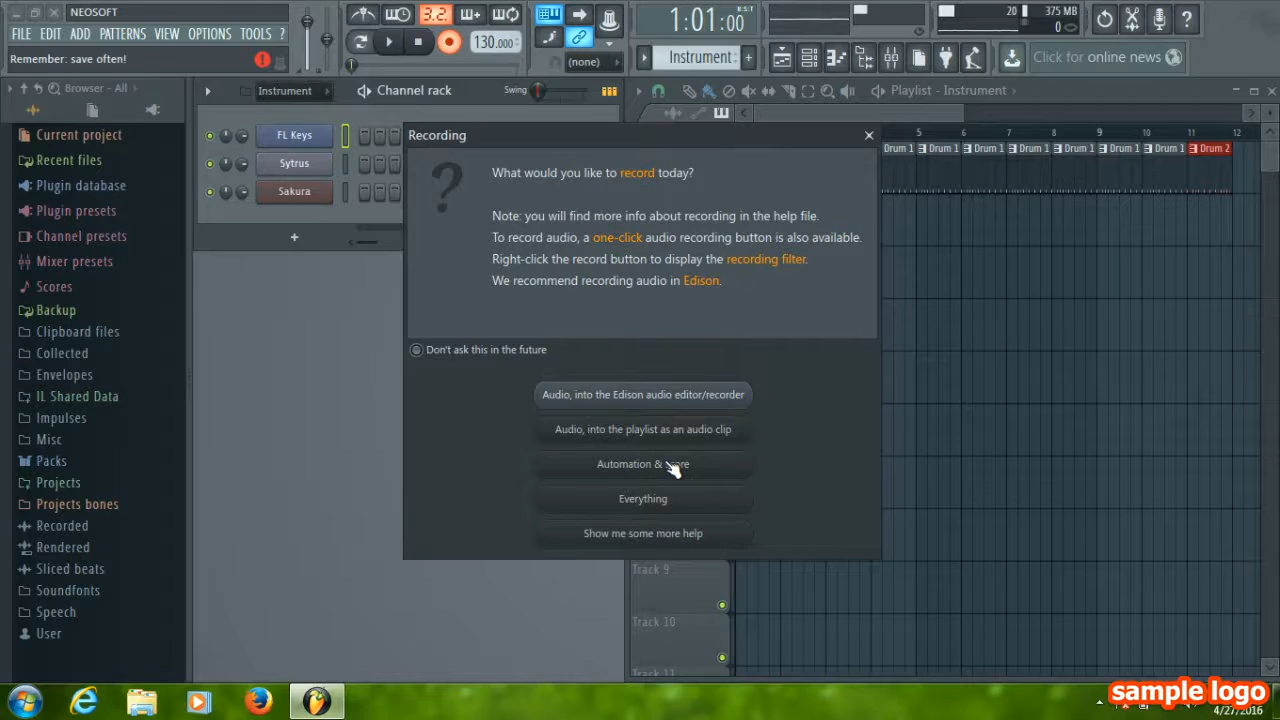 NEOSOFT
FILE EDIT ADD PATTERNS VIEW OPTIONS TOOLS ?
Remember: save often!
3.2
130.000
(none)
1:01:00
B:S:T
20
375 MB
0
Instrument
Click for online news
Browser - All
Instrument
Channel rack
Swing
Playlist - Instrument
Current project
Recent files
Plugin database
Plugin presets
Channel presets
Mixer presets
Scores
Backup
Clipboard files
Collected
Envelopes
IL Shared Data
Impulses
Misc
Packs
Projects
Projects bones
Recorded
Rendered
Sliced beats
Soundfonts
Speech
User
FL Keys
Sytrus
Sakura
Recording
What would you like to record today?
Note: you will find more info about recording in the help file.
To record audio, a one-click audio recording button is also available.
Right-click the record button to display the recording filter.
We recommend recording audio in Edison.
Don't ask this in the future
Audio, into the Edison audio editor/recorder
Audio, into the playlist as an audio clip
Automation &
Everything
Show me some more help
5 6 7 8 9 10 11 12
Drum 1 Drum 1 Drum 1 Drum 1 Drum 1 Drum 1 Drum 1 Drum 2
Track 9
Track 10
Track 11
sample logo
4/27/2016